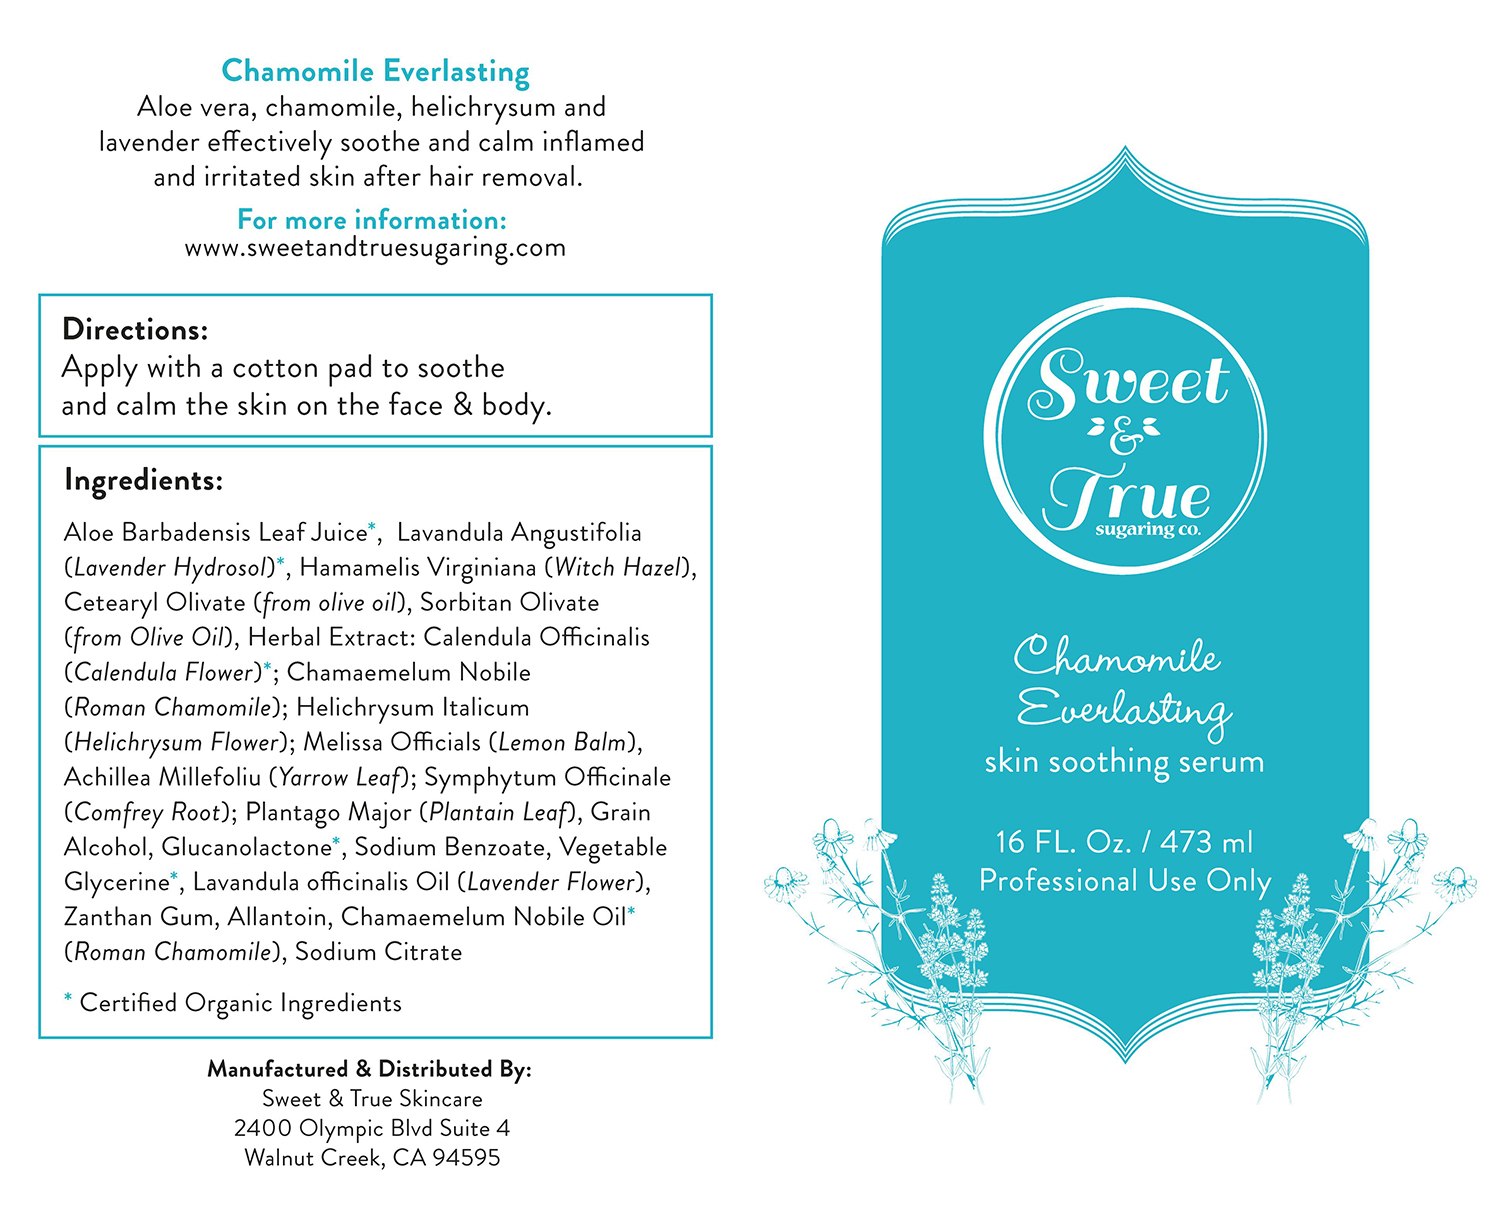 Chamomile Everlasting
Aloe vera, chamomile, helichrysum and
lavender effectively soothe and calm inflamed
and irritated skin after hair removal.
For more information:
www.sweetandtruesugaring.com
Directions:
Apply with a cotton pad to soothe
and calm the skin on the face & body.
Ingredients:
Aloe Barbadensis Leaf Juice*, Lavandula Angustifolia
(Lavender Hydrosol)*, Hamamelis Virginiana (Witch Hazel),
Cetearyl Olivate (from olive oil), Sorbitan Olivate
(from Olive Oil), Herbal Extract: Calendula Officinalis
(Calendula Flower)*; Chamaemelum Nobile
(Roman Chamomile); Helichrysum Italicum
(Helichrysum Flower); Melissa Officials (Lemon Balm),
Achillea Millefoliu (Yarrow Leaf); Symphytum Officinale
(Comfrey Root); Plantago Major (Plantain Leaf), Grain
Alcohol, Glucanolactone*, Sodium Benzoate, Vegetable
Glycerine*, Lavandula officinalis Oil (Lavender Flower),
Zanthan Gum, Allantoin, Chamaemelum Nobile Oil*
(Roman Chamomile), Sodium Citrate
* Certified Organic Ingredients
Manufactured & Distributed By:
Sweet & True Skincare
2400 Olympic Blvd Suite 4
Walnut Creek, CA 94595
Sweet
&
True
sugaring co.
Chamomile
Everlasting
skin soothing serum
16 FL. Oz. / 473 ml
Professional Use Only